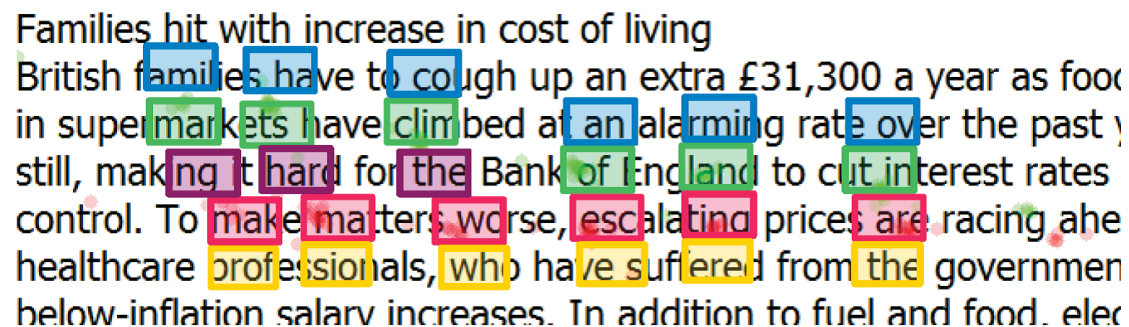 Families hit with increase in cost of living
British families have to cough up an extra £31,300 a year as food
in supermarkets have climbed at an alarming rate over the past y
still, making it hard for the Bank of England to cut interest rates
control. To make matters worse, escalating prices are racing ahe
healthcare professionals, who have suffered from the governmen
below-inflation salary increases. In addition to fuel and food, elec